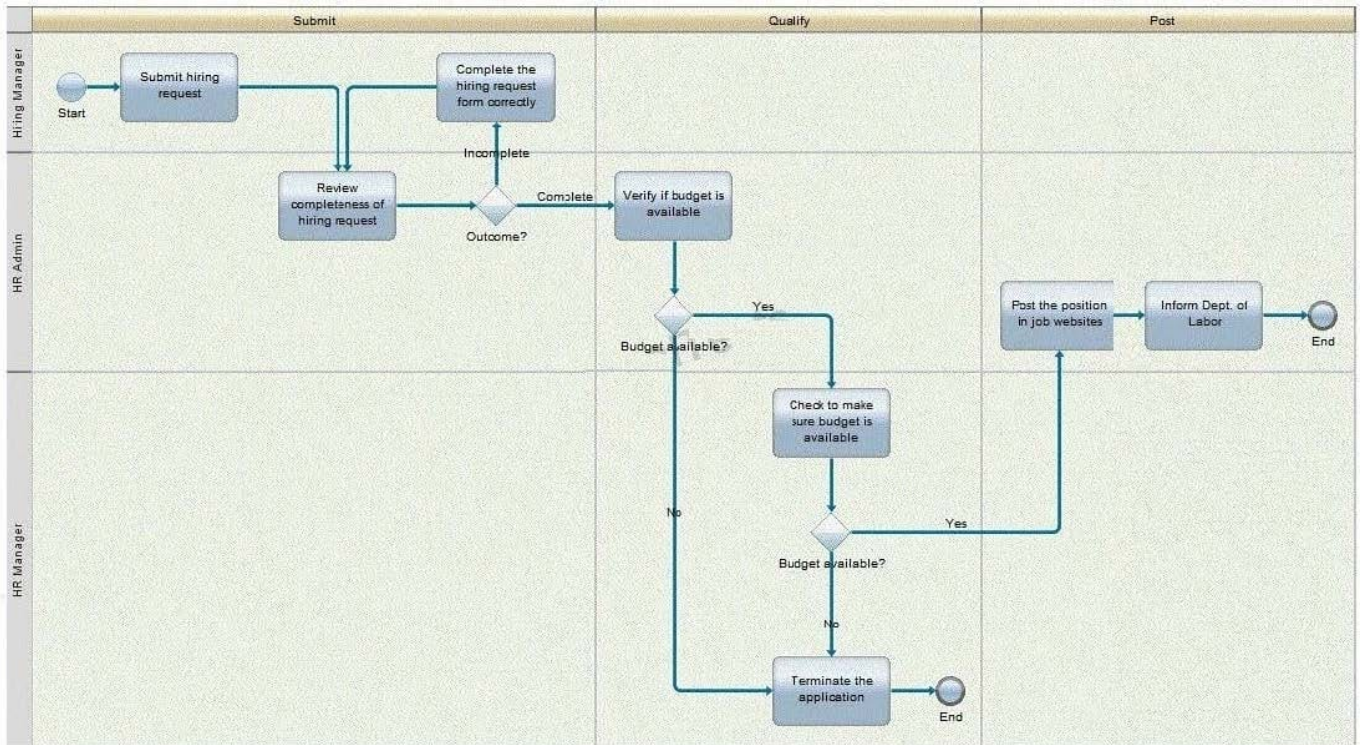 Submit
Qualify
Post
Hiring Manager
Start
Submit hiring
request
Complete the
hiring request
form correctly
Incomplete
HR Admin
Review
completeness of
hiring request
Outcome?
Complete
Verify if budget is
available
Budget available?
Yes
Post the position
in job websites
Inform Dept. of
Labor
End
HR Manager
Check to make
sure budget is
available
No
Budget available?
Yes
No
Terminate the
application
End